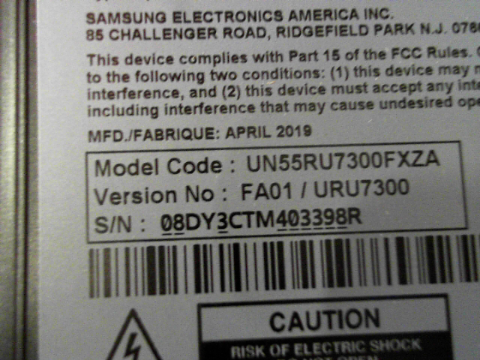 SAMSUNG ELECTRONICS AMERICA INC.
85 CHALLENGER ROAD, RIDGEFIELD PARK N.J.
This device complies with Part 15 of the FCC Rules.
to the following two conditions: (1) this device may
interference, and (2) this device must accept any
including interference that may cause undesired
MFD./FABRIQUE: APRIL 2019
Model Code : UN55RU7300FXZA
Version No : FA01 / URU7300
S/N : 08DY3CTM403398R
CAUTION
RISK OF ELECTRIC SHOCK